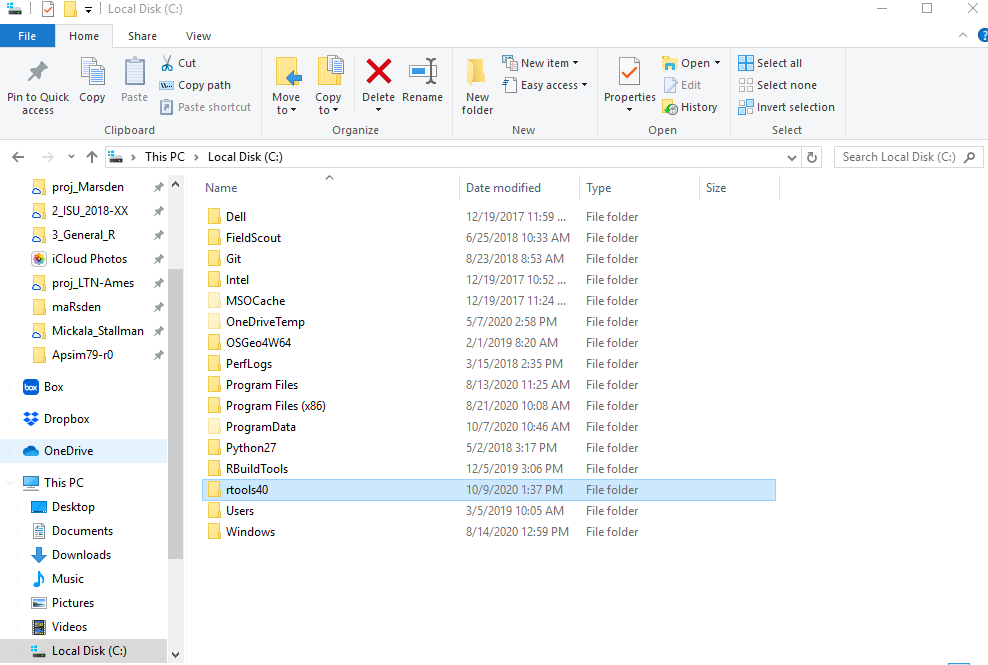 Local Disk (C:)
File Home Share View
Pin to Quick access
Copy
Paste
Cut
Copy path
Paste shortcut
Clipboard
Move to
Copy to
Delete
Rename
Organize
New folder
New item
Easy access
New
Properties
Open
Edit
History
Open
Select all
Select none
Invert selection
Select
This PC Local Disk (C:)
Search Local Disk (C:)
proj_Marsden
2_ISU_2018-XX
3_General_R
iCloud Photos
proj_LTN-Ames
maRsden
Mickala_Stallman
Apsim79-r0
box Box
Dropbox
OneDrive
This PC
Desktop
Documents
Downloads
Music
Pictures
Videos
Local Disk (C:)
Name Date modified Type Size
Dell 12/19/2017 11:59 ... File folder
FieldScout 6/25/2018 10:33 AM File folder
Git 8/23/2018 8:53 AM File folder
Intel 12/19/2017 10:52 ... File folder
MSOCache 12/19/2017 11:24 ... File folder
OneDriveTemp 5/7/2020 2:58 PM File folder
OSGeo4W64 2/1/2019 8:20 AM File folder
PerfLogs 3/15/2018 2:35 PM File folder
Program Files 8/13/2020 11:25 AM File folder
Program Files (x86) 8/21/2020 10:08 AM File folder
ProgramData 10/7/2020 10:46 AM File folder
Python27 5/2/2018 3:17 PM File folder
RBuildTools 12/5/2019 3:06 PM File folder
rtools40 10/9/2020 1:37 PM File folder
Users 3/5/2019 10:05 AM File folder
Windows 8/14/2020 12:59 PM File folder